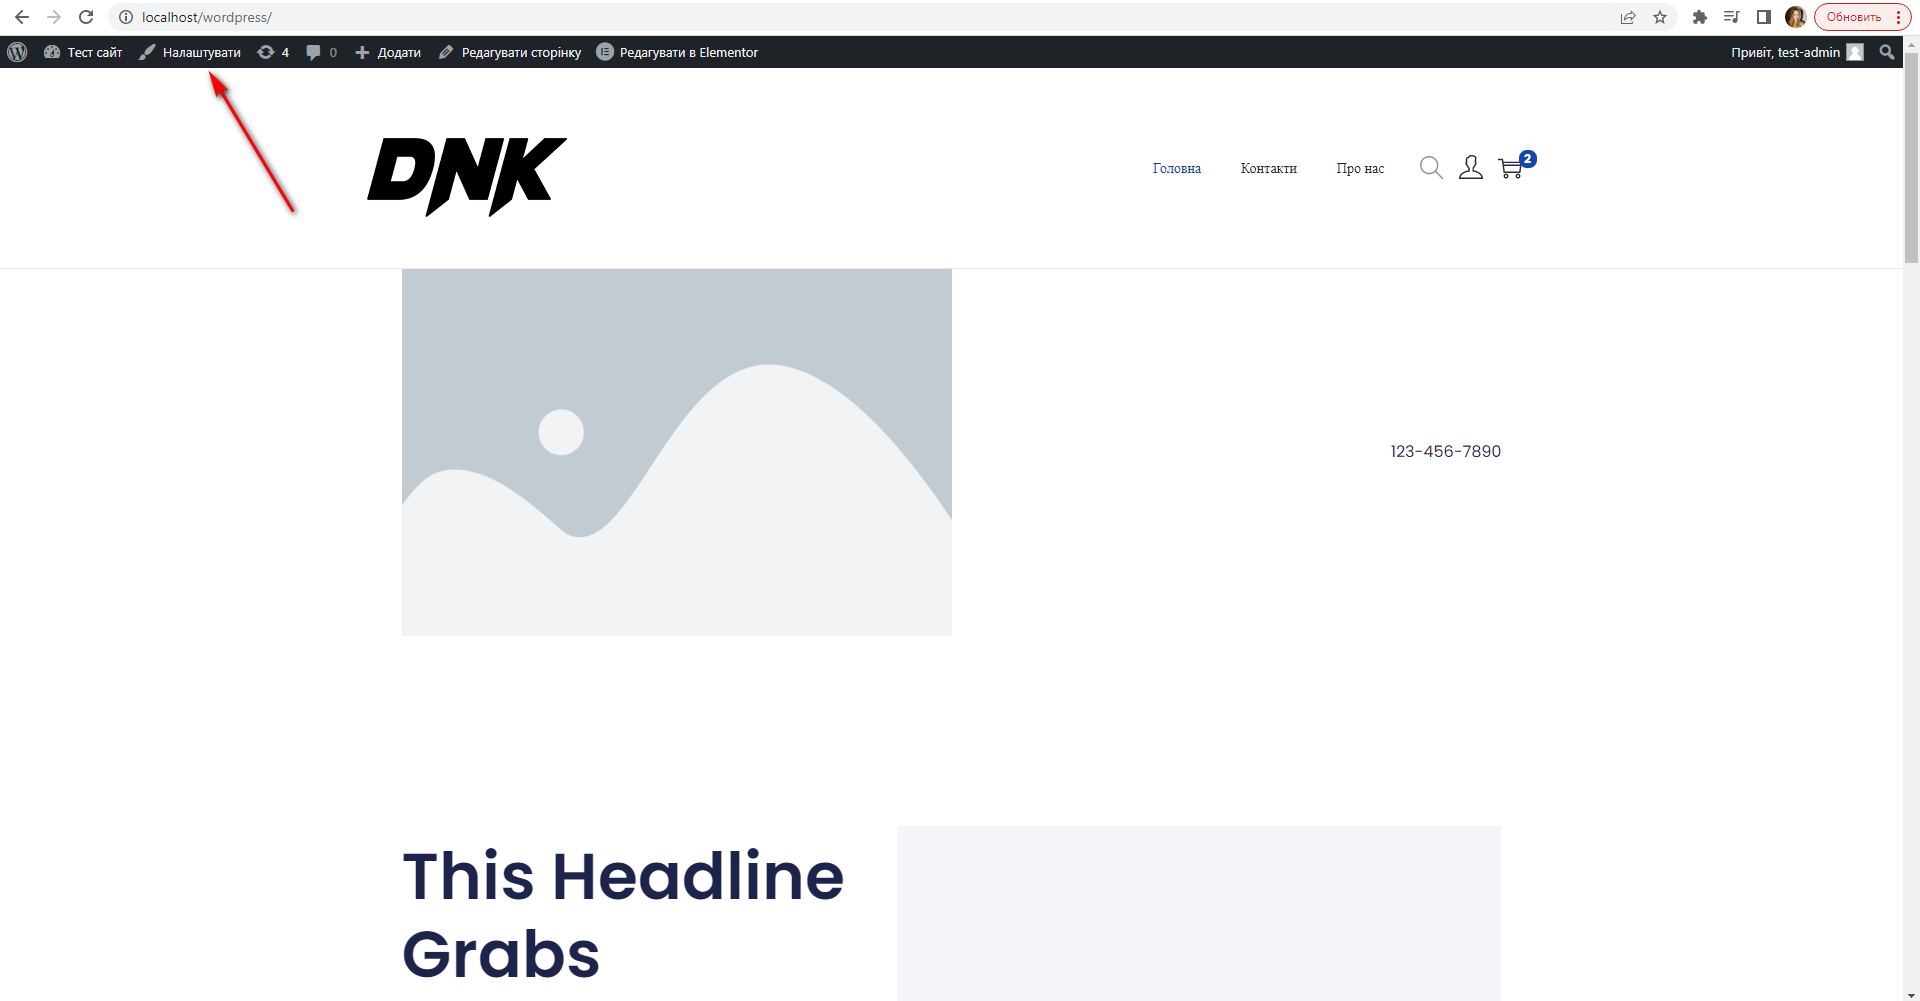 localhost/wordpress/
Обновить
Тест сайт Налаштувати 4 0 Додати Редагувати сторінку Редагувати в Elementor Привіт, test-admin
DNK
Головна Контакти Про нас 2
123-456-7890
This Headline
Grabs